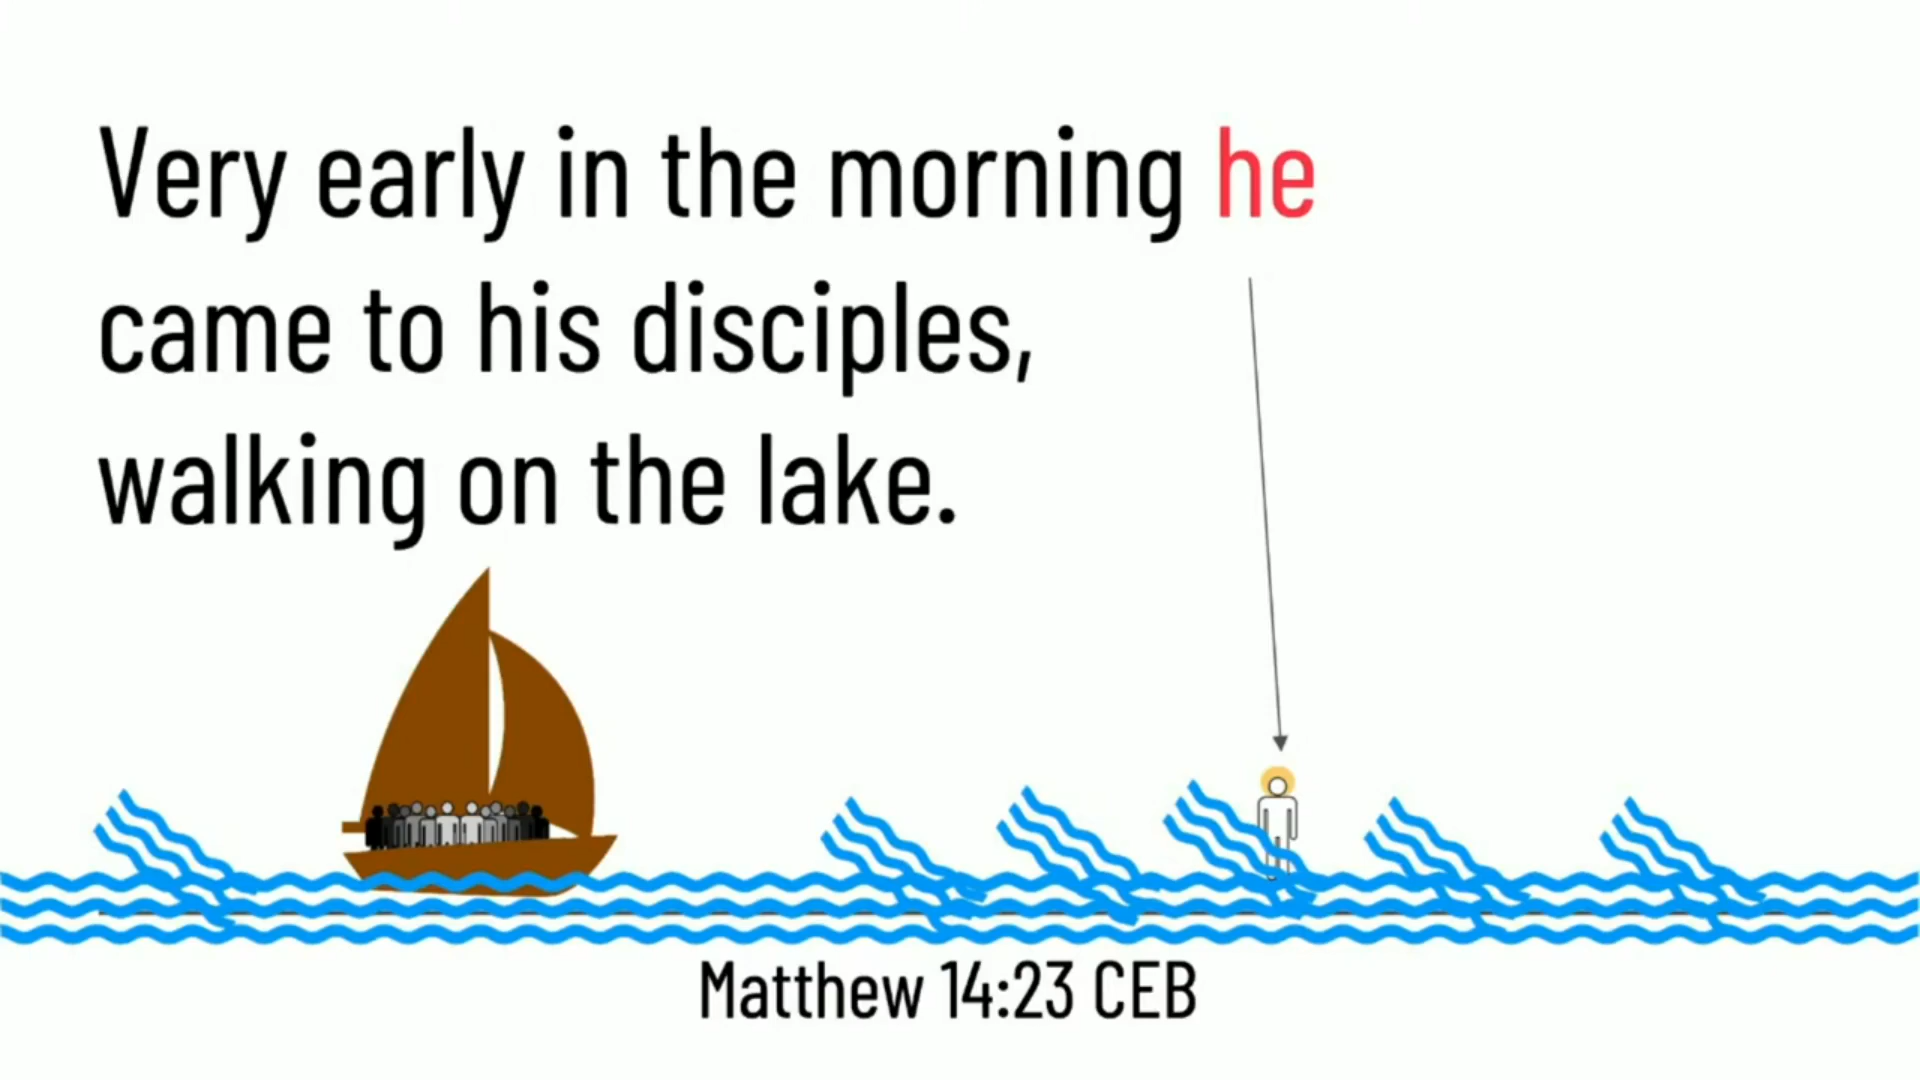 Very early in the morning he
came to his disciples,
walking on the lake.
Matthew 14:23 CEB